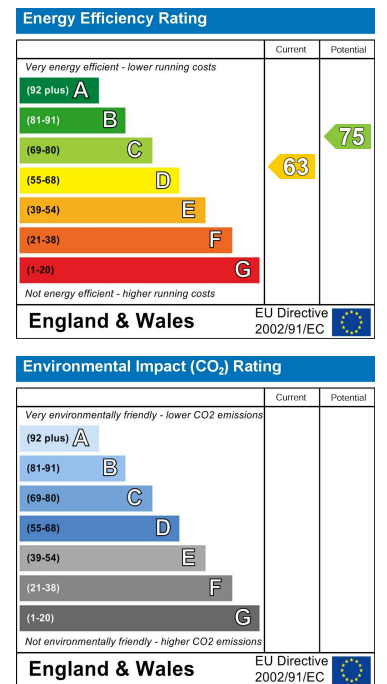 Energy Efficiency Rating
Current Potential
Very energy efficient - lower running costs
(92 plus) A
(81-91) B
(69-80) C
(55-68) D
(39-54) E
(21-38) F
(1-20) G
63
75
Not energy efficient - higher running costs
England & Wales
EU Directive
2002/91/EC
Environmental Impact (CO₂) Rating
Current Potential
Very environmentally friendly - lower CO2 emissions
(92 plus) A
(81-91) B
(69-80) C
(55-68) D
(39-54) E
(21-38) F
(1-20) G
Not environmentally friendly - higher CO2 emissions
England & Wales
EU Directive
2002/91/EC